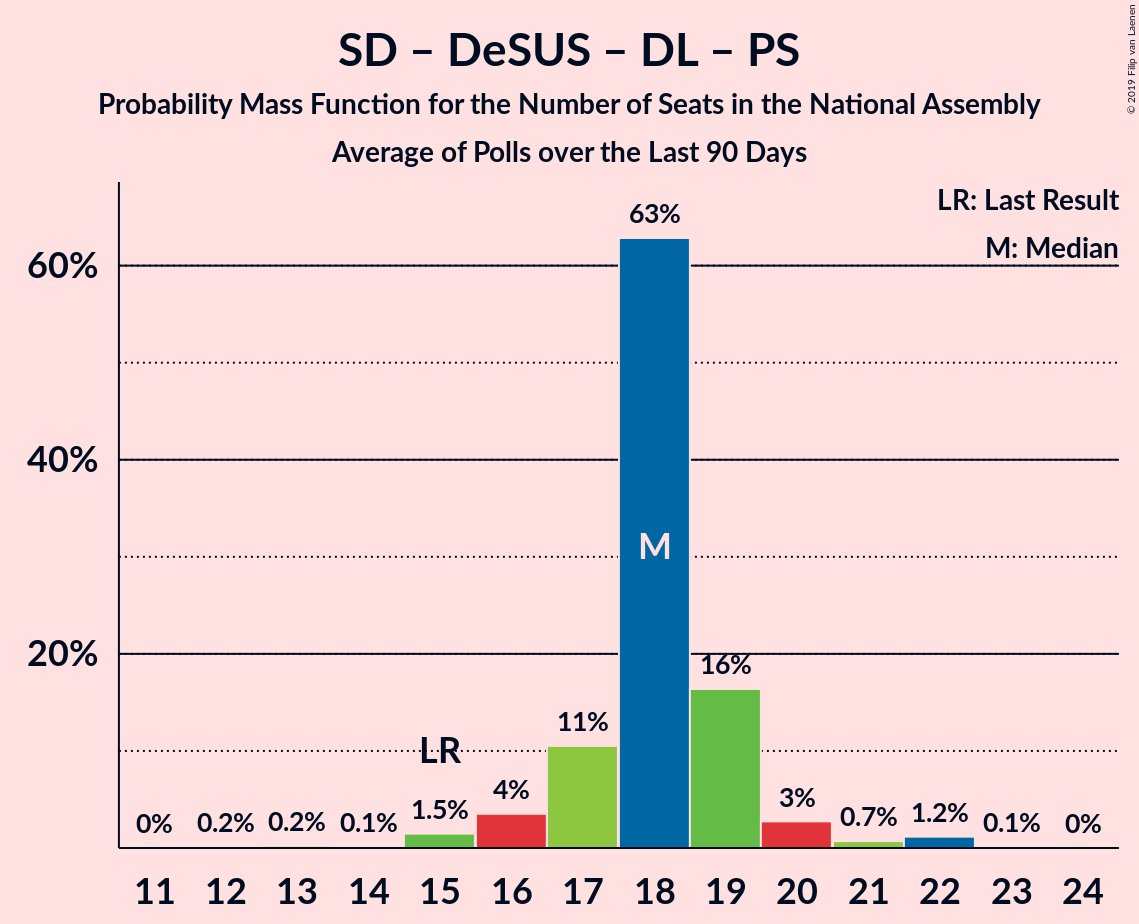 SD – DeSUS – DL – PS
Probability Mass Function for the Number of Seats in the National Assembly
Average of Polls over the Last 90 Days
© 2019 Filip van Laenen
LR: Last Result
M: Median
63%
60%
40%
M
20%
16%
11%
LR
4%
3%
1.5%
1.2%
0.7%
0% 0.2% 0.2% 0.1% 0.1% 0%
11 12 13 14 15 16 17 18 19 20 21 22 23 24